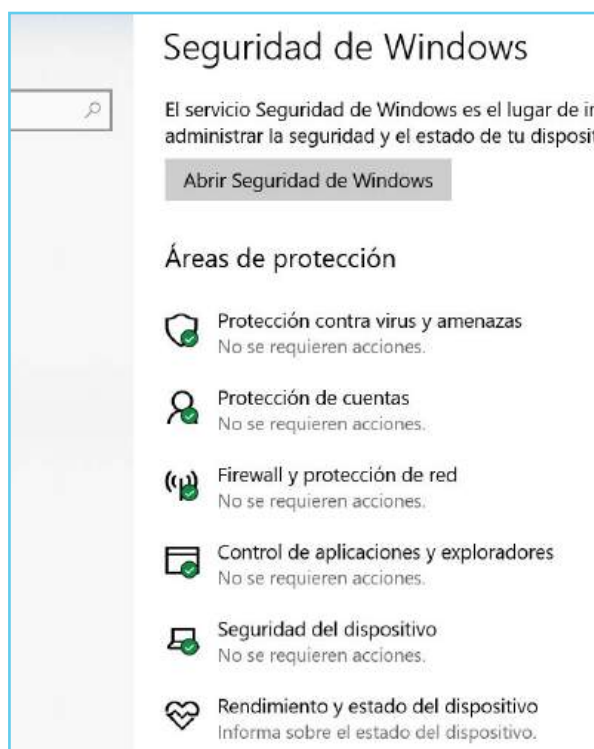 Seguridad de Windows
El servicio Seguridad de Windows es el lugar de
administrar la seguridad y el estado de tu
Abrir Seguridad de Windows
Áreas de protección
Protección contra virus y amenazas
No se requieren acciones.
Protección de cuentas
No se requieren acciones.
Firewall y protección de red
No se requieren acciones.
Control de aplicaciones y exploradores
No se requieren acciones.
Seguridad del dispositivo
No se requieren acciones.
Rendimiento y estado del dispositivo
Informa sobre el estado del dispositivo.